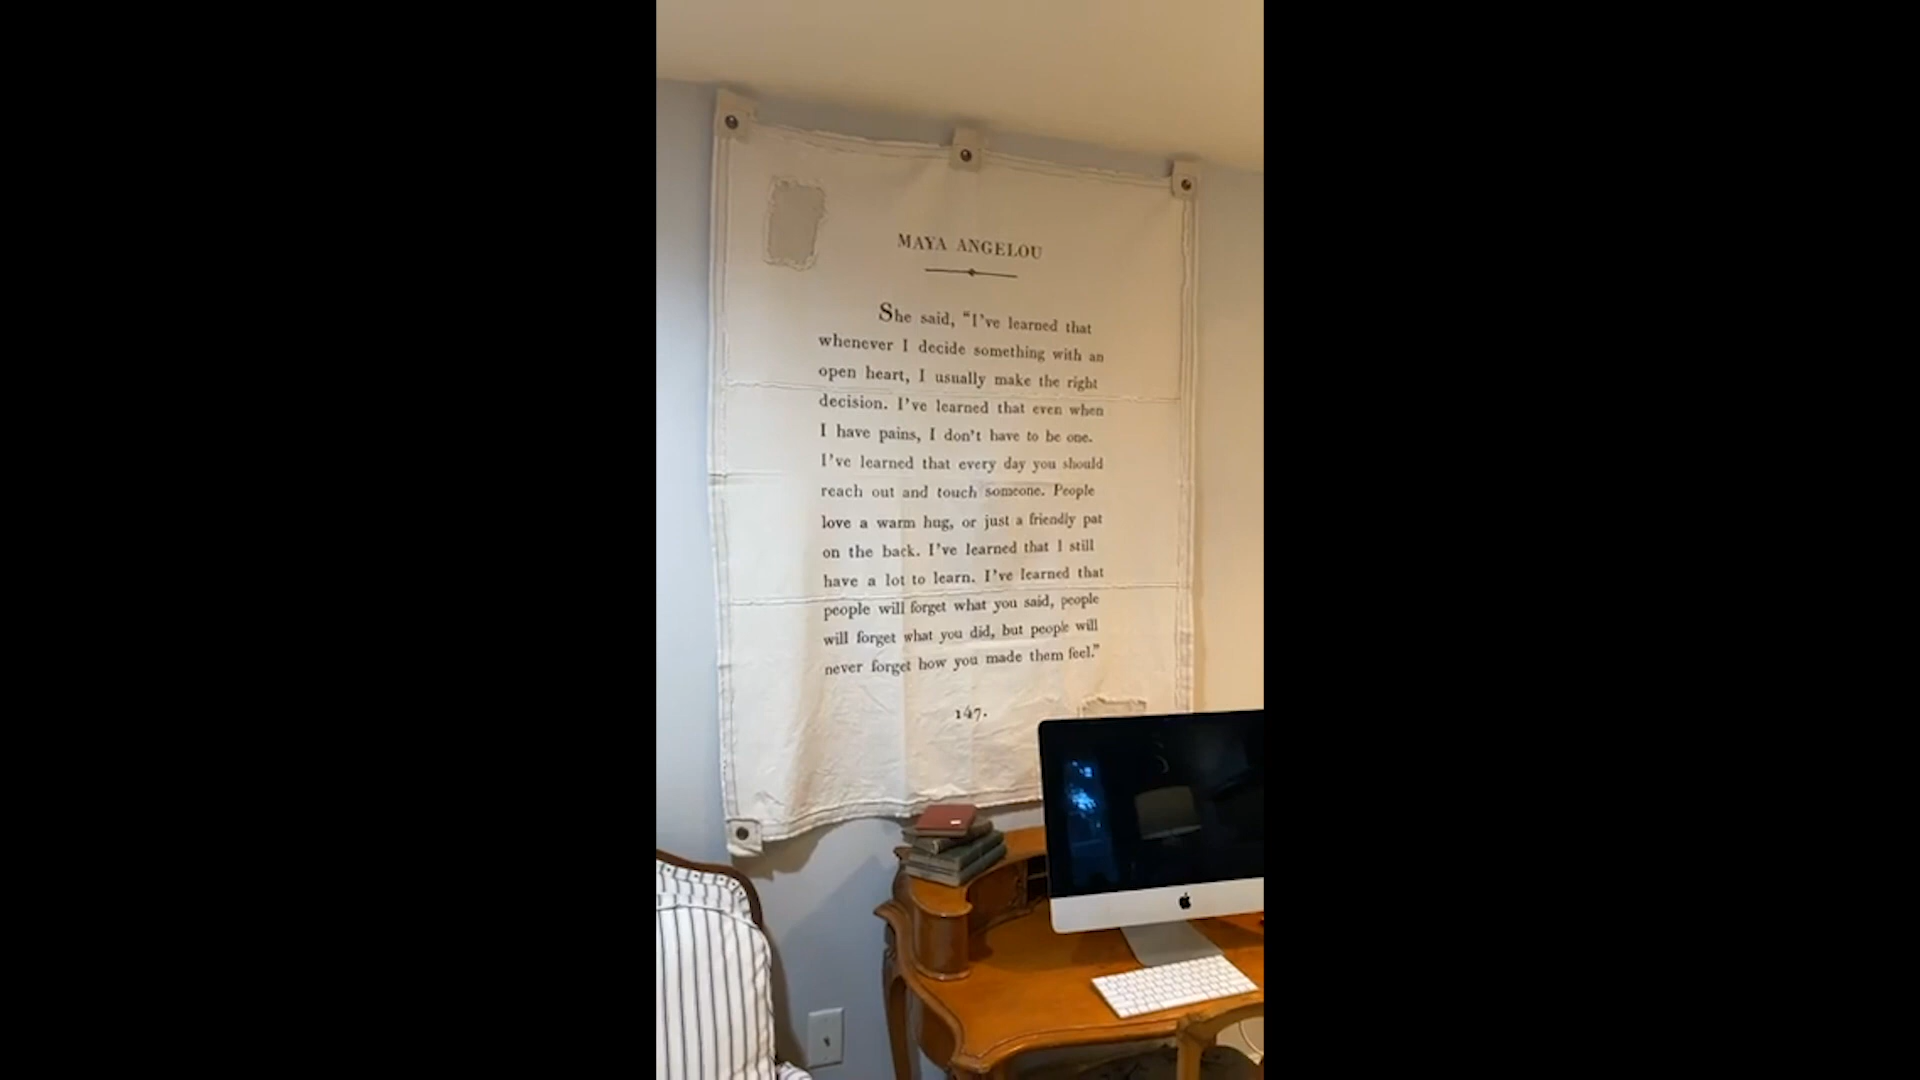 MAYA ANGELOU
She said, “I’ve learned that
whenever I decide something with an
open heart, I usually make the right
decision. I’ve learned that even when
I have pains, I don’t have to be one.
I’ve learned that every day you should
reach out and touch someone. People
love a warm hug, or just a friendly pat
on the back. I’ve learned that I still
have a lot to learn. I’ve learned that
people will forget what you said, people
will forget what you did, but people will
never forget how you made them feel.”
147.